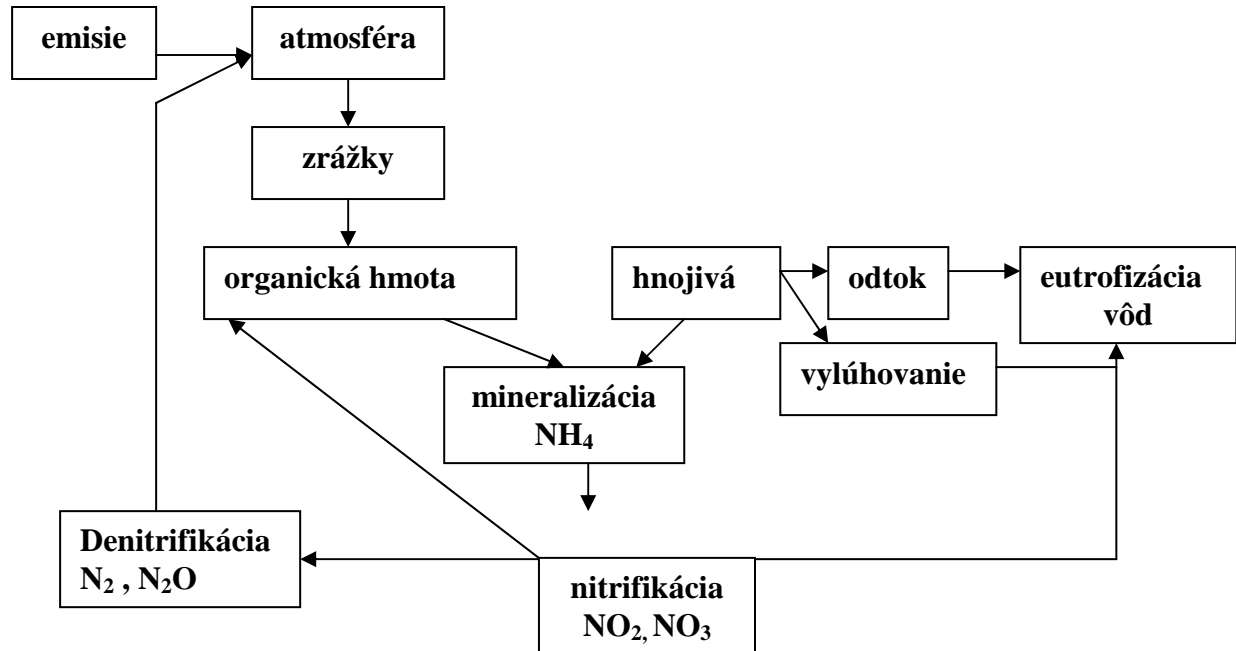 emisie
atmosféra
zrážky
organická hmota
hnojivá
odtok
eutrofizácia
vôd
vylúhovanie
mineralizácia
NH₄
Denitrifikácia
N₂ , N₂O
nitrifikácia
NO₂, NO₃